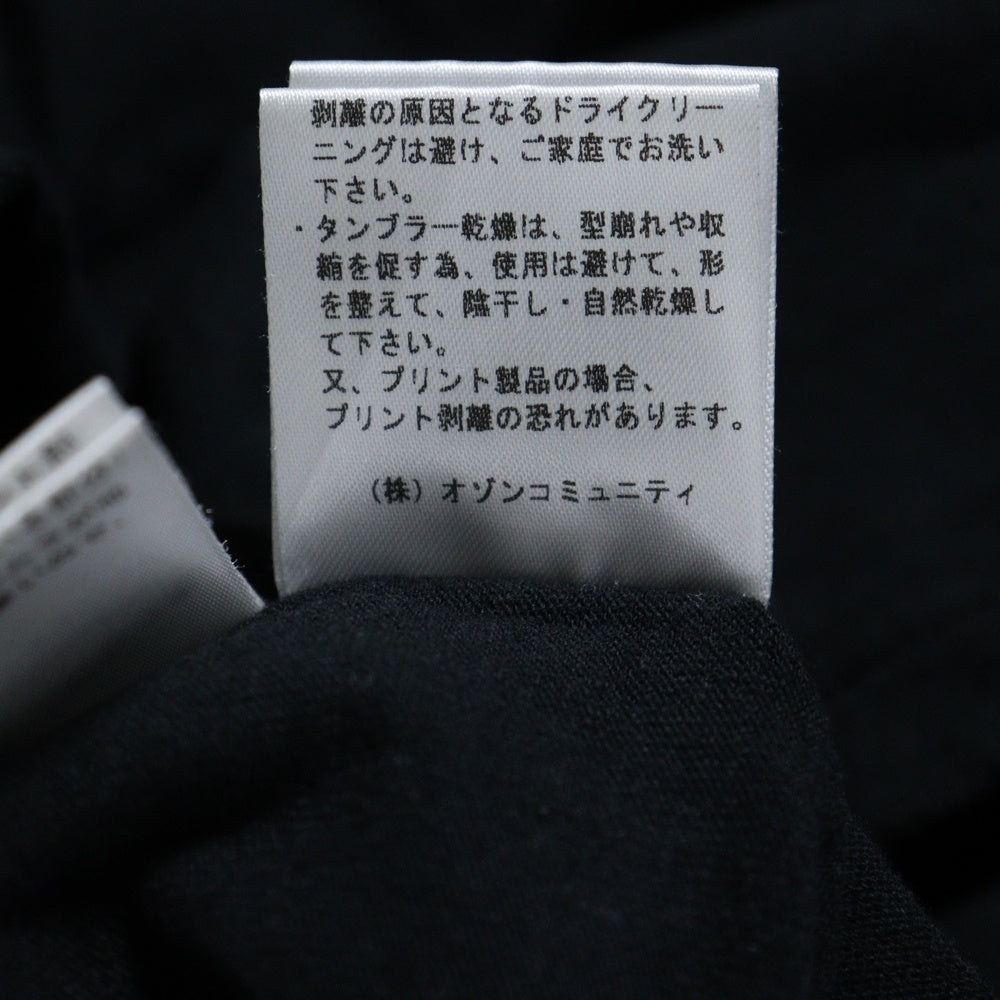 剥離の原因となるドライクリー
ニングは避け、ご家庭でお洗い
下さい。
・タンブラー乾燥は、型崩れや収
縮を促す為、使用は避けて、形
を整えて、陰干し・自然乾燥し
て下さい。
又、プリント製品の場合、
プリント剥離の恐れがあります。
（株）オゾンコミュニティ